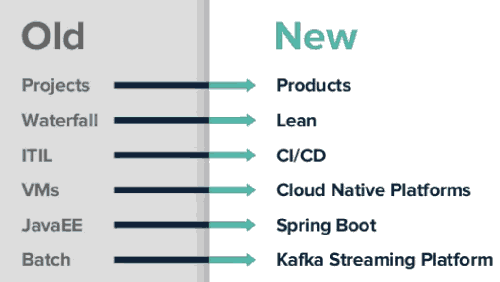 Old New
Projects Products
Waterfall Lean
ITIL CI/CD
VMs Cloud Native Platforms
JavaEE Spring Boot
Batch Kafka Streaming Platform